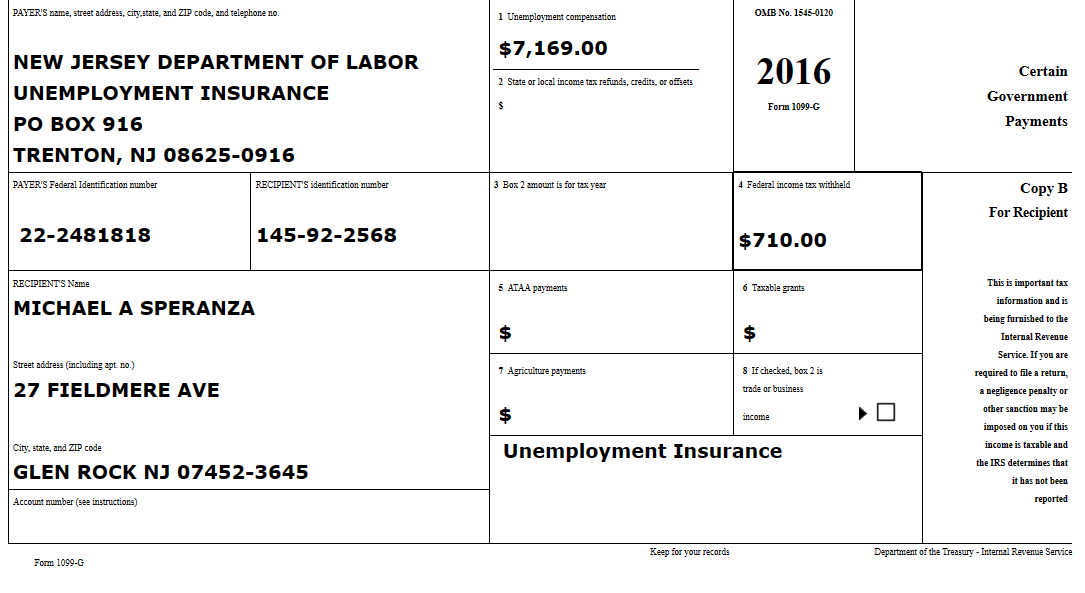 PAYER'S name, street address, city,state, and ZIP code, and telephone no.
NEW JERSEY DEPARTMENT OF LABOR
UNEMPLOYMENT INSURANCE
PO BOX 916
TRENTON, NJ 08625-0916
1 Unemployment compensation
$7,169.00
2 State or local income tax refunds, credits, or offsets
$
OMB No. 1545-0120
2016
Form 1099-G
Certain
Government
Payments
PAYER'S Federal Identification number
22-2481818
RECIPIENT'S identification number
145-92-2568
3 Box 2 amount is for tax year
4 Federal income tax withheld
$710.00
Copy B
For Recipient
RECIPIENT'S Name
MICHAEL A SPERANZA
Street address (including apt. no.)
27 FIELDMERE AVE
City, state, and ZIP code
GLEN ROCK NJ 07452-3645
Account number (see instructions)
5 ATAA payments
$
6 Taxable grants
$
7 Agriculture payments
$
8 If checked, box 2 is
trade or business
income
Unemployment Insurance
This is important tax
information and is
being furnished to the
Internal Revenue
Service. If you are
required to file a return,
a negligence penalty or
other sanction may be
imposed on you if this
income is taxable and
the IRS determines that
it has not been
reported
Form 1099-G
Keep for your records
Department of the Treasury - Internal Revenue Service